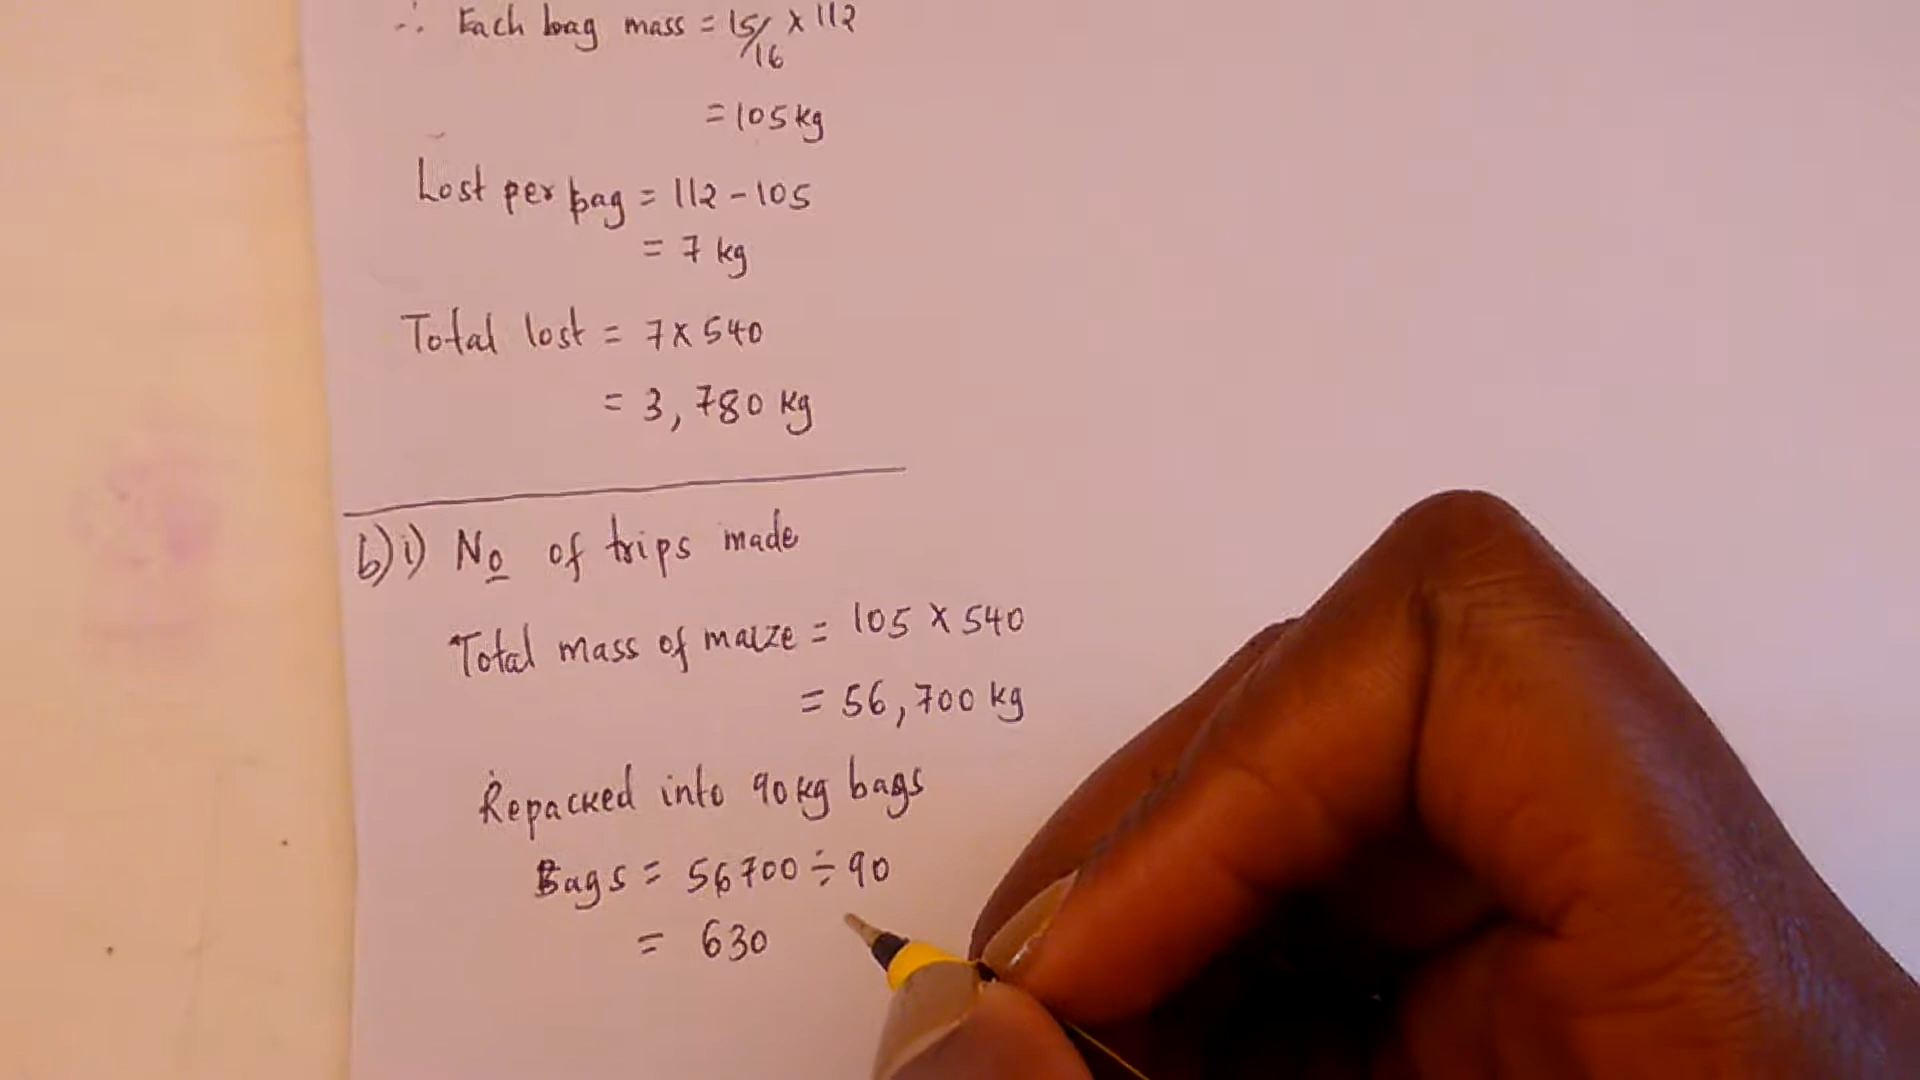 ∴ Each bag mass = 15/16 × 112
= 105 kg
Lost per bag = 112 - 105
= 7 kg
Total lost = 7 × 540
= 3,780 kg
b) i) No of trips made
Total mass of maize = 105 × 540
= 56,700 kg
Repacked into 90kg bags
Bags = 56700 ÷ 90
= 630